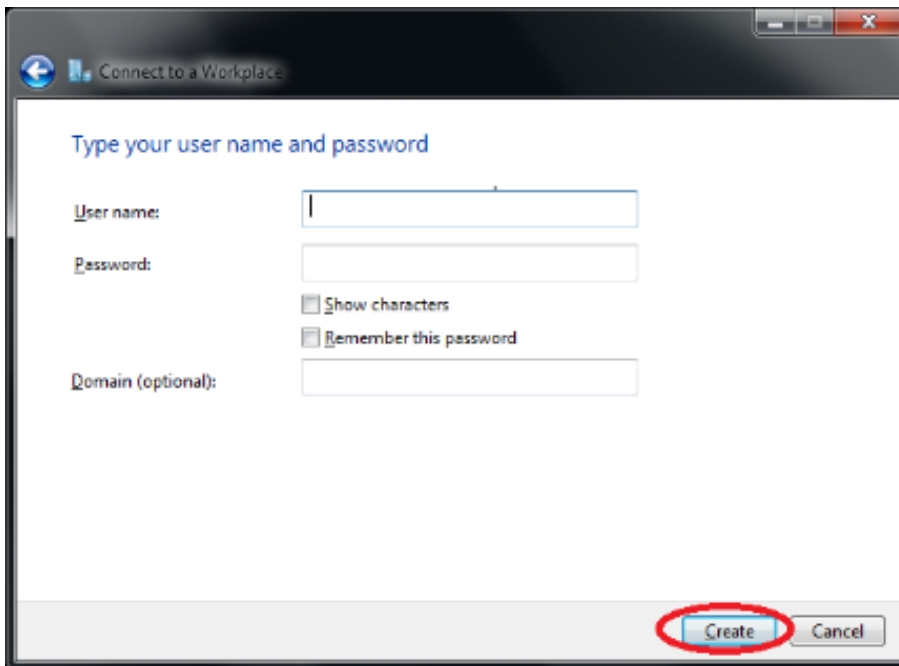 Connect to a Workplace
Type your user name and password
User name:
Password:
Show characters
Remember this password
Domain (optional):
Create Cancel